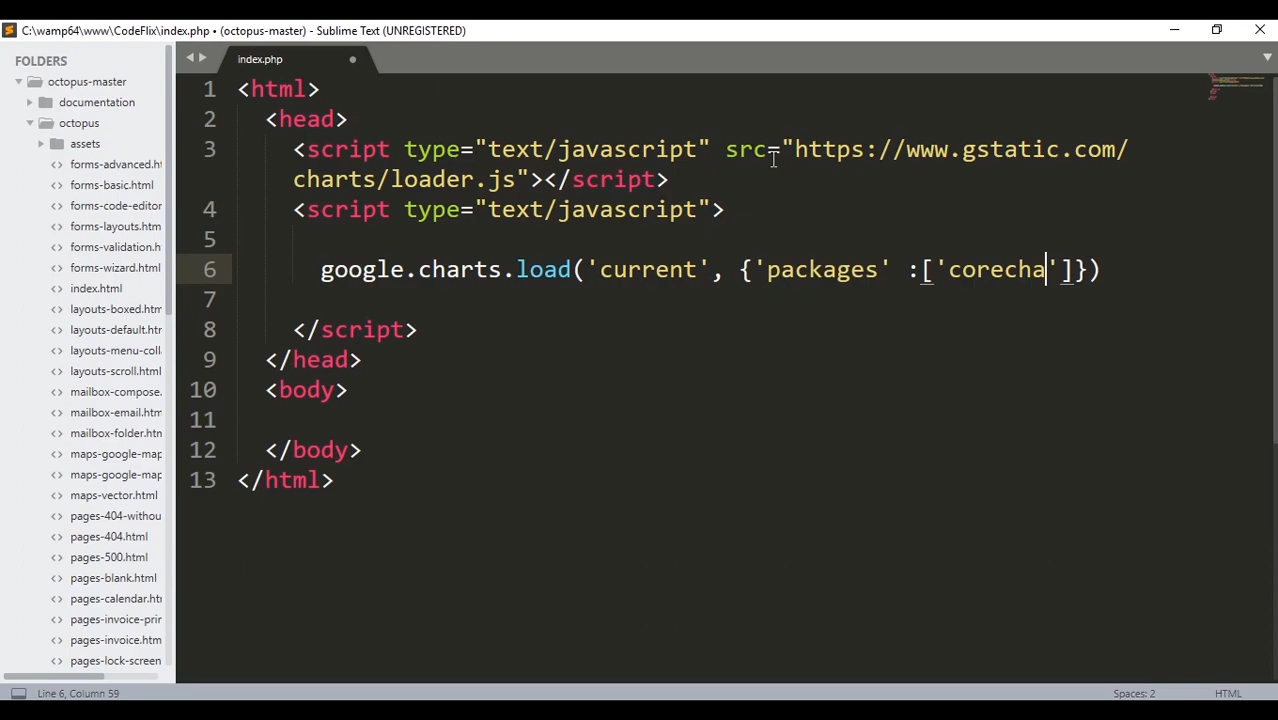 C:\wamp64\www\CodeFlix\index.php • (octopus-master) - Sublime Text (UNREGISTERED)
FOLDERS
octopus-master
documentation
octopus
assets
forms-advanced.ht
forms-basic.html
forms-code-editor
forms-layouts.htm
forms-validation.h
forms-wizard.html
index.html
layouts-boxed.htm
layouts-default.htm
layouts-menu-coll
layouts-scroll.htm
mailbox-compose.
mailbox-email.htm
mailbox-folder.htm
maps-google-map
maps-google-map
maps-vector.html
pages-404-withou
pages-404.html
pages-500.html
pages-blank.html
pages-calendar.htm
pages-invoice-prin
pages-invoice.htm
pages-lock-screen
index.php
1 <html>
2 <head>
3 <script type="text/javascript" src="https://www.gstatic.com/
charts/loader.js"></script>
4 <script type="text/javascript">
5
6 google.charts.load('current', {'packages' :['corecha']})
7
8 </script>
9 </head>
10 <body>
11
12 </body>
13 </html>
Line 6, Column 59
Spaces: 2
HTML